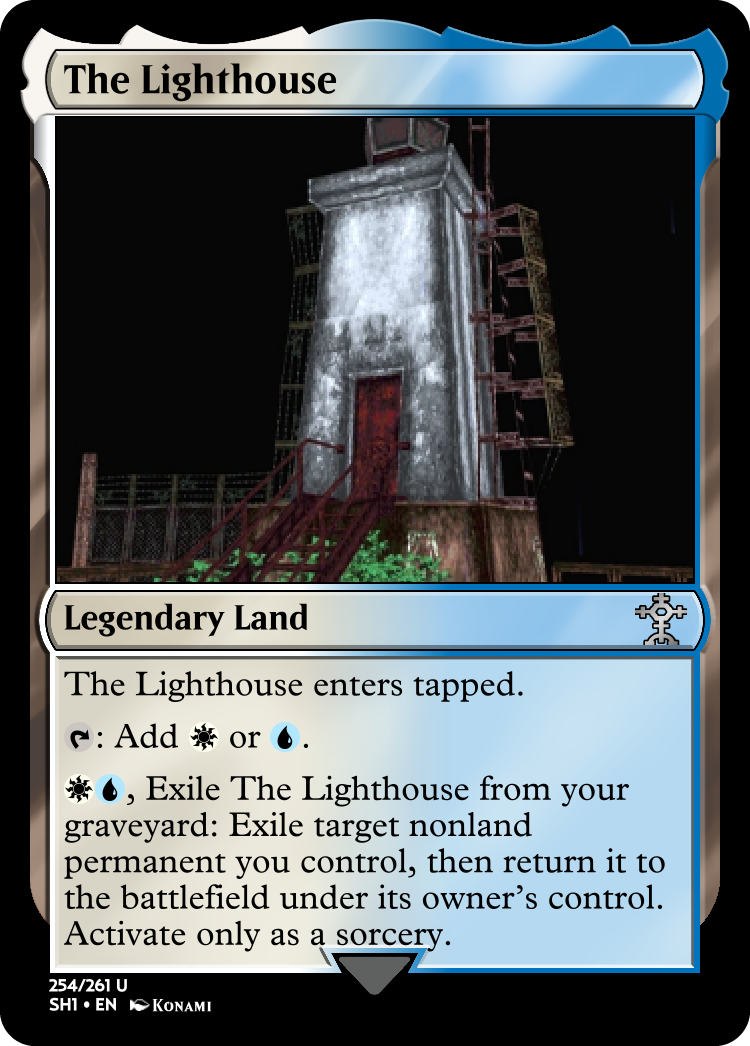 The Lighthouse
Legendary Land
The Lighthouse enters tapped.
: Add or .
, Exile The Lighthouse from your
graveyard: Exile target nonland
permanent you control, then return it to
the battlefield under its owner’s control.
Activate only as a sorcery.
254/261 U
SH1 • EN KONAMI